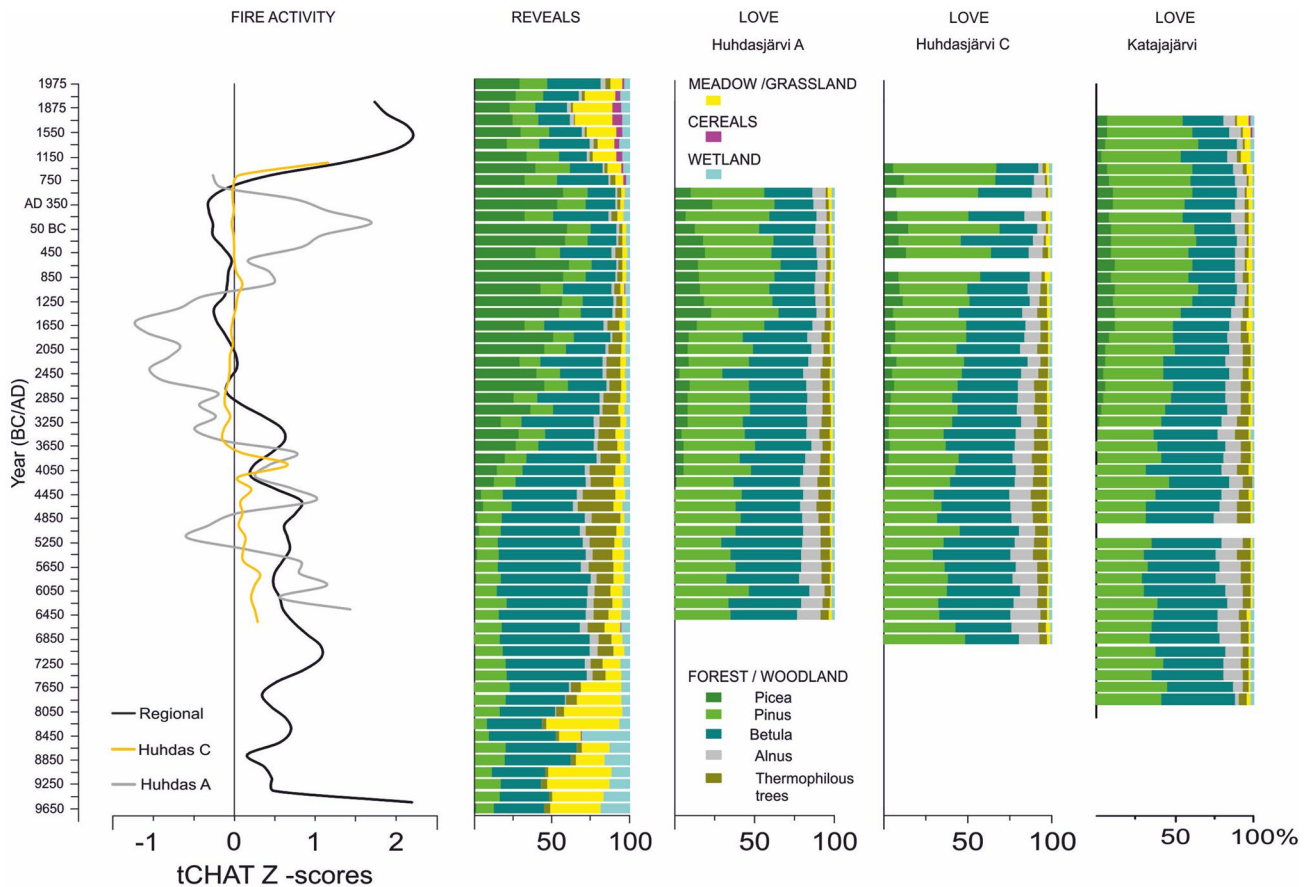 FIRE ACTIVITY
REVEALS
LOVE
Huhdasjärvi A
LOVE
Huhdasjärvi C
LOVE
Katajajärvi
Year (BC/AD)
1975
1875
1550
1150
750
AD 350
50 BC
450
850
1250
1650
2050
2450
2850
3250
3650
4050
4450
4850
5250
5650
6050
6450
6850
7250
7650
8050
8450
8850
9250
9650
Regional
Huhdas C
Huhdas A
-1 0 1 2
tCHAT Z -scores
0 50 100
MEADOW /GRASSLAND
CEREALS
WETLAND
FOREST / WOODLAND
Picea
Pinus
Betula
Alnus
Thermophilous
trees
50 100
50 100
50 100%